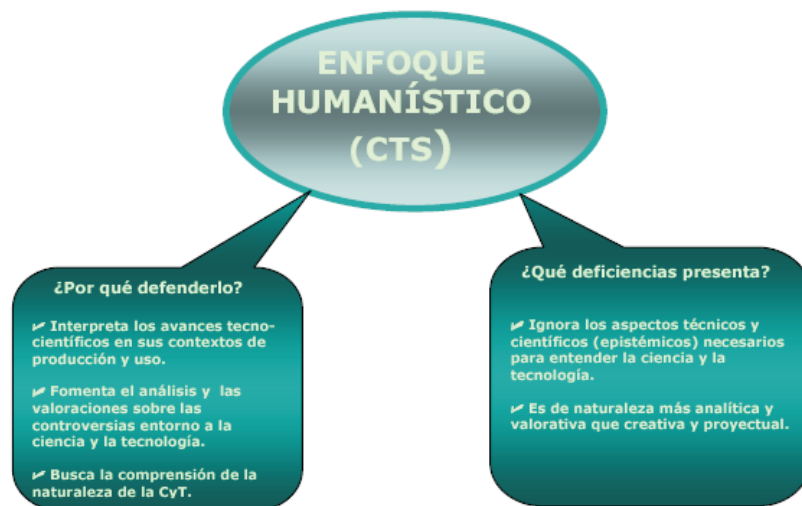 ENFOQUE
HUMANÍSTICO
(CTS)
¿Por qué defenderlo?
✔ Interpreta los avances tecno-
científicos en sus contextos de
producción y uso.
✔ Fomenta el análisis y las
valoraciones sobre las
controversias entorno a la
ciencia y la tecnología.
✔ Busca la comprensión de la
naturaleza de la CyT.
¿Qué deficiencias presenta?
✔ Ignora los aspectos técnicos y
científicos (epistémicos) necesarios
para entender la ciencia y la
tecnología.
✔ Es de naturaleza más analítica y
valorativa que creativa y proyectual.